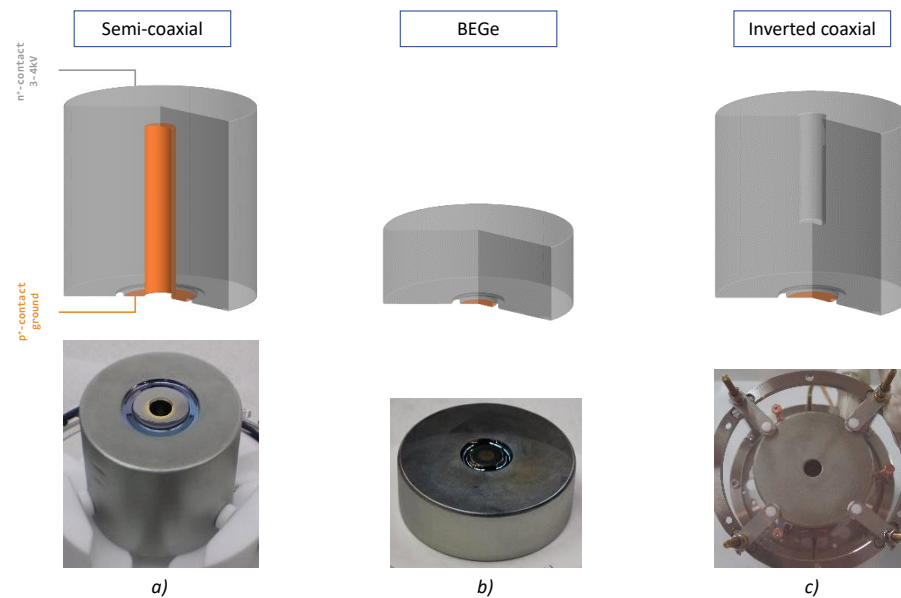 Semi-coaxial
BEGe
Inverted coaxial
n⁺-contact
3-4kV
p⁺-contact
ground
a)
b)
c)